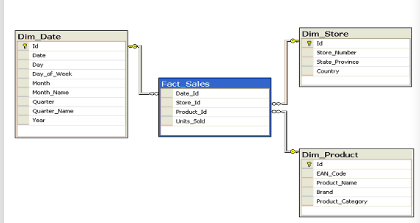 Dim_Date
Id
Date
Day
Day_of_Week
Month
Month_Name
Quarter
Quarter_Name
Year
Fact_Sales
Date_Id
Store_Id
Product_Id
Units_Sold
Dim_Store
Id
Store_Number
State_Province
Country
Dim_Product
Id
EAN_Code
Product_Name
Brand
Product_Category